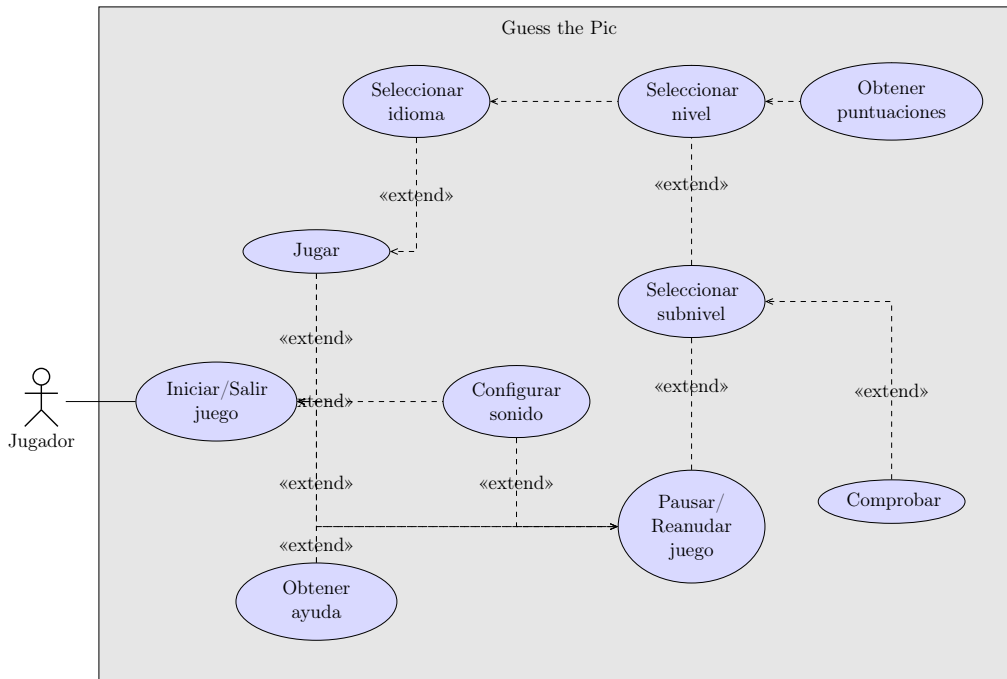 Guess the Pic
Seleccionar
idioma
Seleccionar
nivel
Obtener
puntuaciones
«extend»
«extend»
Jugar
Seleccionar
subnivel
«extend»
Iniciar/Salir
juego
«extend»
Configurar
sonido
«extend»
«extend»
Jugador
«extend»
«extend»
Pausar/
Reanudar
juego
Comprobar
«extend»
Obtener
ayuda